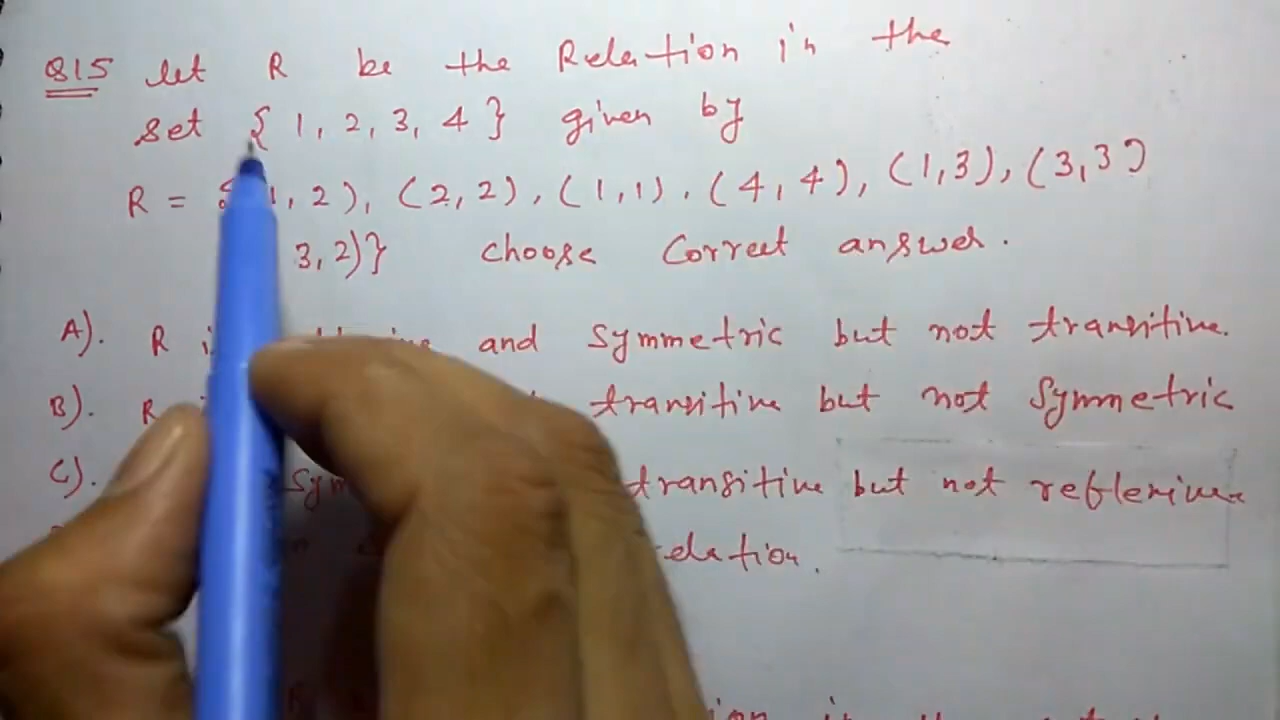 Q15 let R be the Relation in the
set { 1, 2, 3, 4 } given by
R = { 1, 2), (2, 2), (1, 1), (4, 4), (1, 3), (3, 3)
3, 2)} choose correct answer.
A). R and symmetric but not transitive.
B). R transitive but not symmetric
C). Sym transitive but not reflexive
elation.